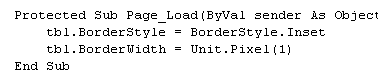 Protected Sub Page_Load(ByVal sender As Object
    tbl.BorderStyle = BorderStyle.Inset
    tbl.BorderWidth = Unit.Pixel(1)
End Sub